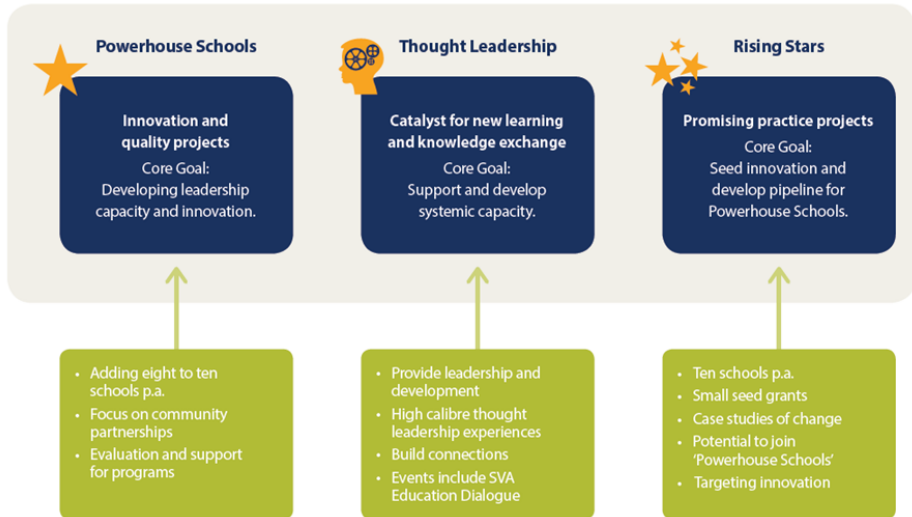 Powerhouse Schools
Innovation and
quality projects
Core Goal:
Developing leadership
capacity and innovation.
• Adding eight to ten
schools p.a.
• Focus on community
partnerships
• Evaluation and support
for programs
Thought Leadership
Catalyst for new learning
and knowledge exchange
Core Goal:
Support and develop
systemic capacity.
• Provide leadership and
development
• High calibre thought
leadership experiences
• Build connections
• Events include SVA
Education Dialogue
Rising Stars
Promising practice projects
Core Goal:
Seed innovation and
develop pipeline for
Powerhouse Schools.
• Ten schools p.a.
• Small seed grants
• Case studies of change
• Potential to join
‘Powerhouse Schools’
• Targeting innovation